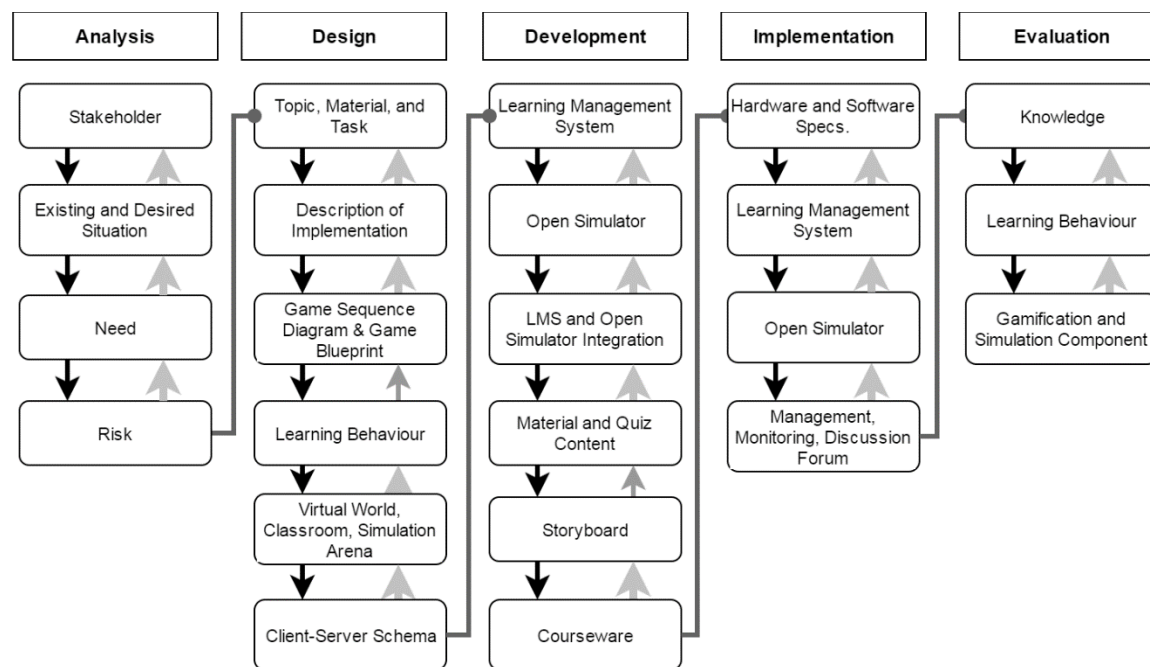 Analysis
Stakeholder
Existing and Desired
Situation
Need
Risk
Design
Topic, Material, and
Task
Description of
Implementation
Game Sequence
Diagram & Game
Blueprint
Learning Behaviour
Virtual World,
Classroom, Simulation
Arena
Client-Server Schema
Development
Learning Management
System
Open Simulator
LMS and Open
Simulator Integration
Material and Quiz
Content
Storyboard
Courseware
Implementation
Hardware and Software
Specs.
Learning Management
System
Open Simulator
Management,
Monitoring, Discussion
Forum
Evaluation
Knowledge
Learning Behaviour
Gamification and
Simulation Component